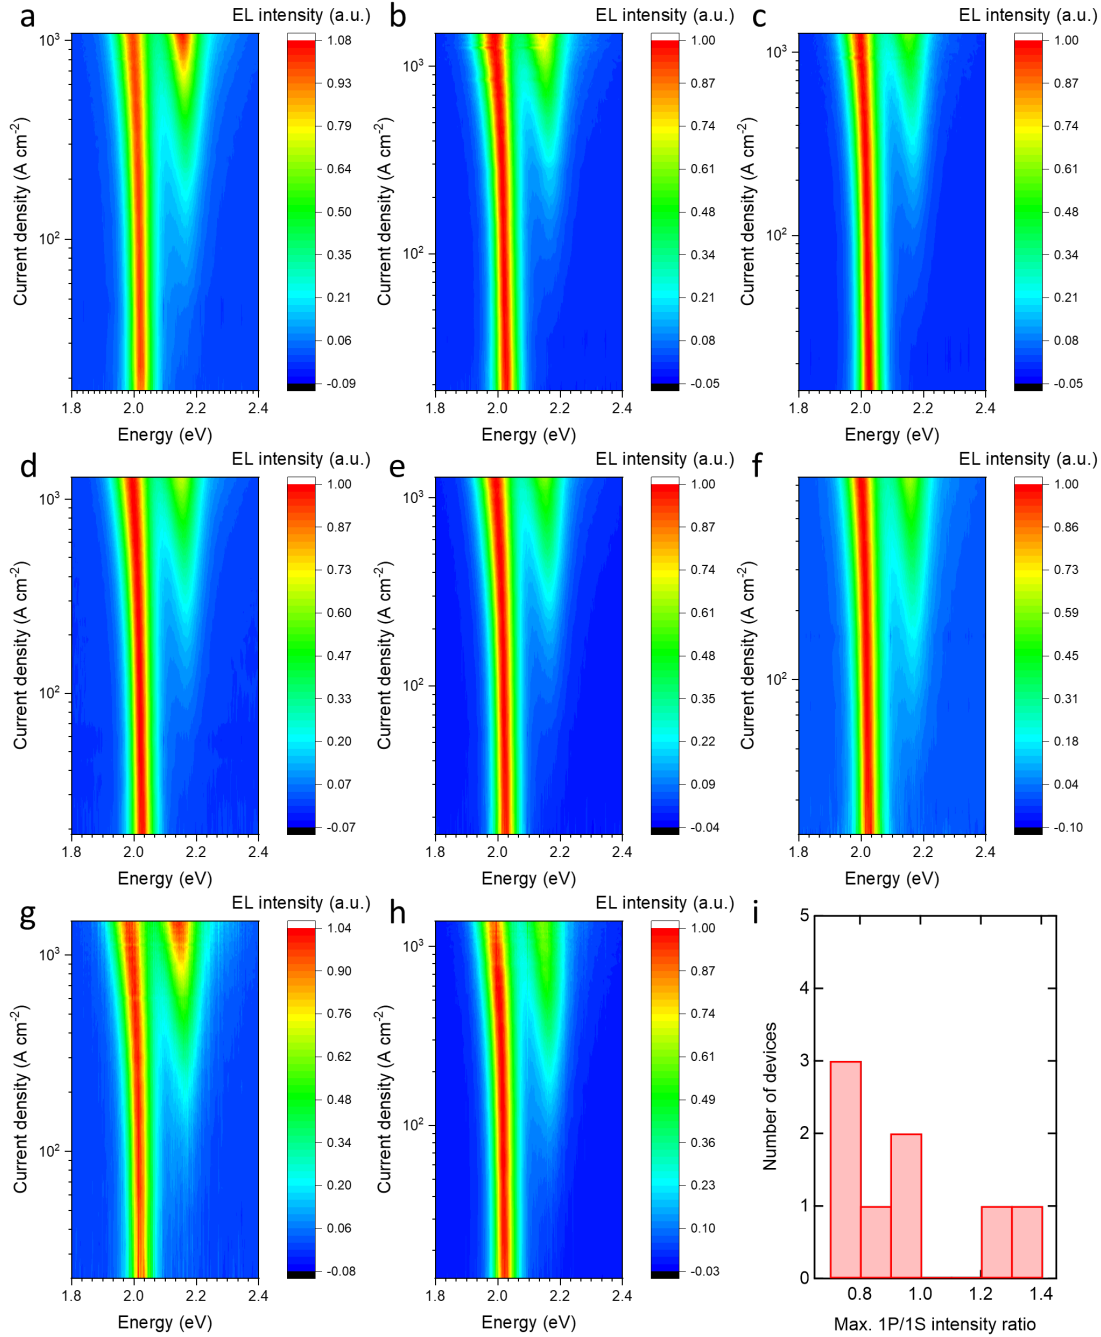 a
EL intensity (a.u.)
Current density (A cm-2)
10³
10²
1.8 2.0 2.2 2.4
Energy (eV)
1.08
0.93
0.79
0.64
0.50
0.35
0.21
0.06
-0.09
b
EL intensity (a.u.)
Current density (A cm-2)
10³
10²
1.8 2.0 2.2 2.4
Energy (eV)
1.00
0.87
0.74
0.61
0.48
0.34
0.21
0.08
-0.05
c
EL intensity (a.u.)
Current density (A cm-2)
10³
10²
1.8 2.0 2.2 2.4
Energy (eV)
1.00
0.87
0.74
0.61
0.48
0.34
0.21
0.08
-0.05
d
EL intensity (a.u.)
Current density (A cm-2)
10³
10²
1.8 2.0 2.2 2.4
Energy (eV)
1.00
0.87
0.73
0.60
0.47
0.33
0.20
0.07
-0.07
e
EL intensity (a.u.)
Current density (A cm-2)
10³
10²
1.8 2.0 2.2 2.4
Energy (eV)
1.00
0.87
0.74
0.61
0.48
0.35
0.22
0.09
-0.04
f
EL intensity (a.u.)
Current density (A cm-2)
10²
1.8 2.0 2.2 2.4
Energy (eV)
1.00
0.86
0.73
0.59
0.45
0.31
0.18
0.04
-0.10
g
EL intensity (a.u.)
Current density (A cm-2)
10³
10²
1.8 2.0 2.2 2.4
Energy (eV)
1.04
0.90
0.76
0.62
0.48
0.34
0.20
0.06
-0.08
h
EL intensity (a.u.)
Current density (A cm-2)
10³
10²
1.8 2.0 2.2 2.4
Energy (eV)
1.00
0.87
0.74
0.61
0.49
0.36
0.23
0.10
-0.03
i
Number of devices
5
4
3
2
1
0
0.8 1.0 1.2 1.4
Max. 1P/1S intensity ratio